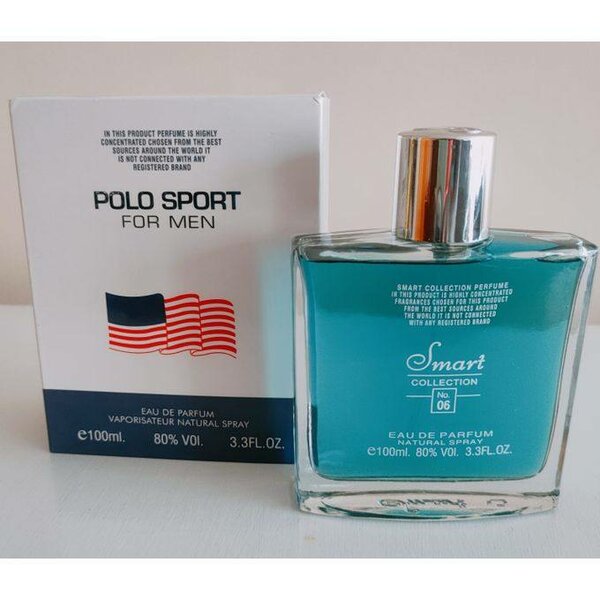 IN THIS PRODUCT PERFUME IS HIGHLY
CONCENTRATED CHOSEN FROM THE BEST
SOURCES AROUND THE WORLD IT
IS NOT CONNECTED WITH ANY
REGISTERED BRAND
POLO SPORT
FOR MEN
EAU DE PARFUM
VAPORISATEUR NATURAL SPRAY
e100ml. 80% VOl. 3.3FL.OZ.
SMART COLLECTION PERFUME
IN THIS PRODUCT IS HIGHLY CONCENTRATED
FRAGRANCES CHOSEN FOR THIS PRODUCT
FROM THE BEST SOURCES AROUND
THE WORLD IT IS NOT CONNECTED
WITH ANY REGISTERED BRAND
Smart
COLLECTION
No.
06
EAU DE PARFUM
NATURAL SPRAY
e100ml. 80% VOl. 3.3FL.OZ.